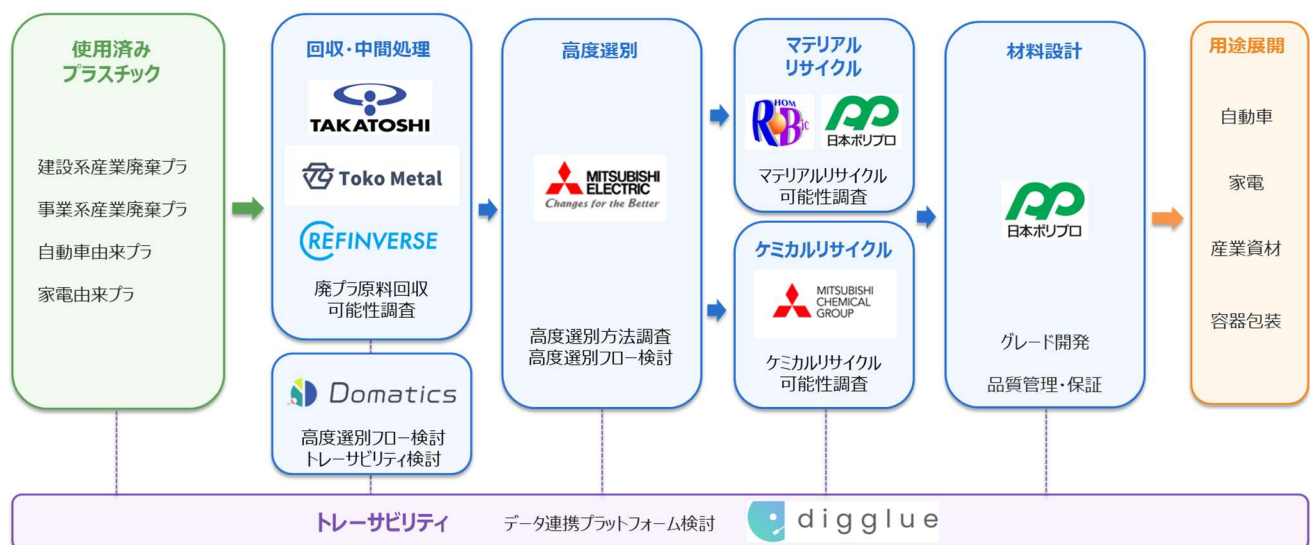 使用済み
プラスチック
建設系産業廃棄プラ
事業系産業廃棄プラ
自動車由来プラ
家電由来プラ
回収・中間処理
TAKATOSHI
Toko Metal
REFINVERSE
廃プラ原料回収
可能性調査
Domatics
高度選別フロー検討
トレーサビリティ検討
高度選別
MITSUBISHI
ELECTRIC
Changes for the Better
高度選別方法調査
高度選別フロー検討
マテリアル
リサイクル
RHOM
Bic
日本ポリプロ
マテリアルリサイクル
可能性調査
ケミカルリサイクル
MITSUBISHI
CHEMICAL
GROUP
ケミカルリサイクル
可能性調査
材料設計
日本ポリプロ
グレード開発
品質管理・保証
用途展開
自動車
家電
産業資材
容器包装
トレーサビリティ
データ連携プラットフォーム検討
digglue